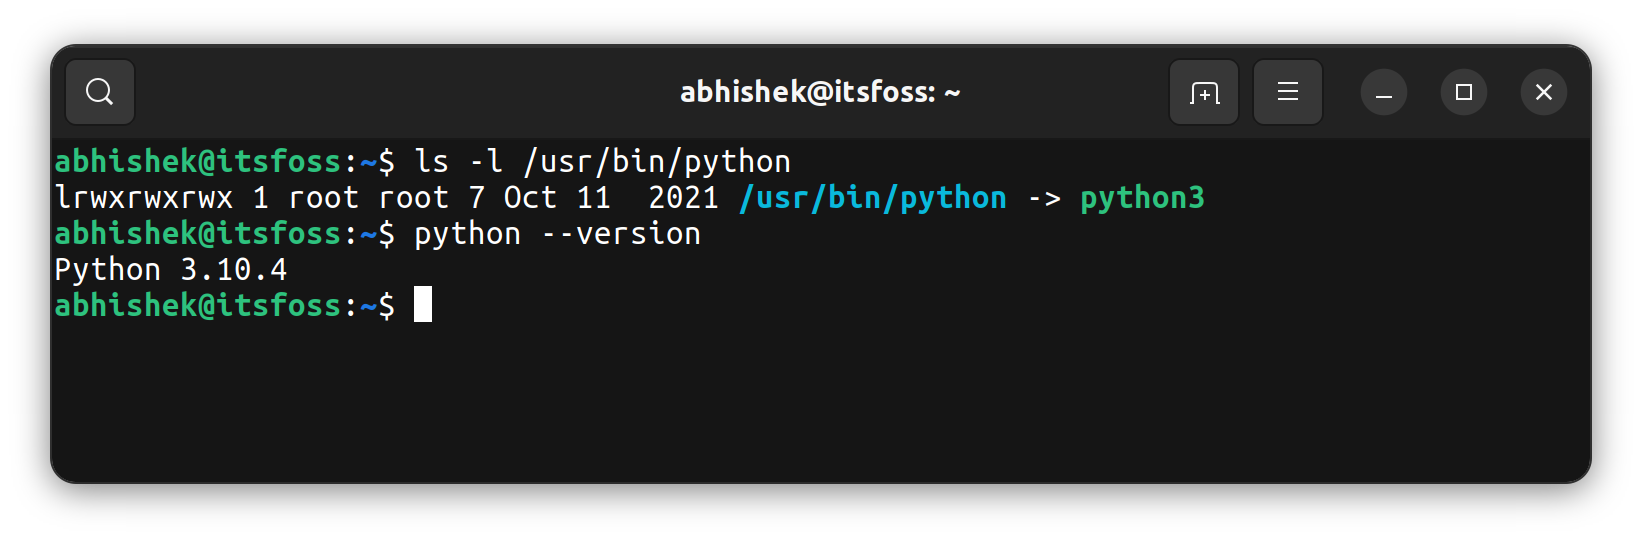 abhishek@itsfoss: ~
abhishek@itsfoss:~$ ls -l /usr/bin/python
lrwxrwxrwx 1 root root 7 Oct 11  2021 /usr/bin/python -> python3
abhishek@itsfoss:~$ python --version
Python 3.10.4
abhishek@itsfoss:~$